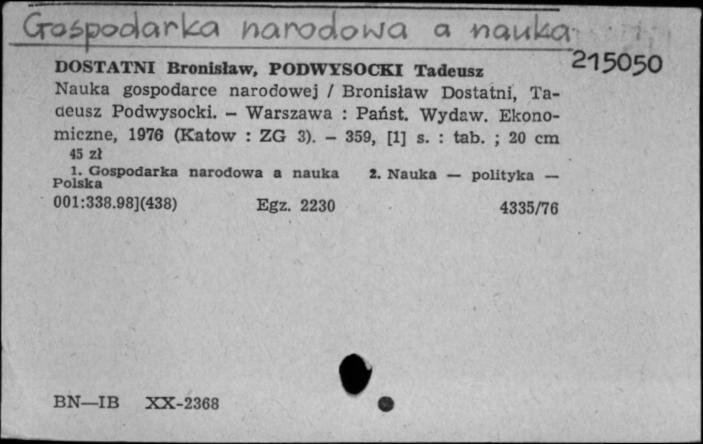 Gospodarka narodowa a nauka
215050
DOSTATNI Bronisław, PODWYSOCKI Tadeusz
Nauka gospodarce narodowej / Bronisław Dostatni, Ta-
deusz Podwysocki. — Warszawa : Państ. Wydaw. Ekono-
miczne, 1976 (Katow : ZG 3). — 359, [1] s. : tab. ; 20 cm
45 zł
1. Gospodarka narodowa a nauka 2. Nauka — polityka —
Polska
001:338.98](438) Egz. 2230 4335/76
BN—IB XX-2368